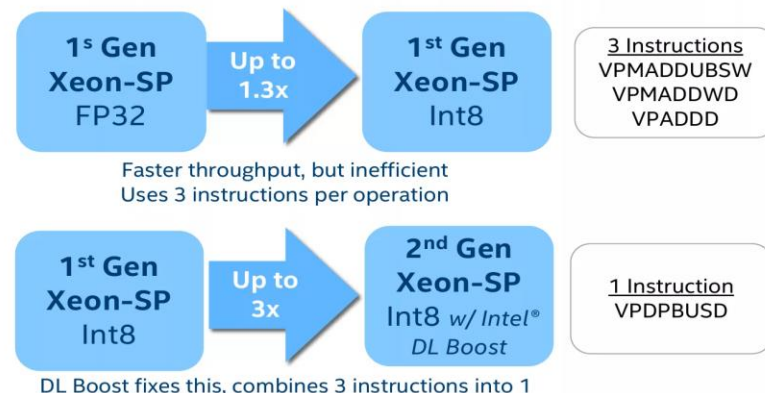 1s Gen
Xeon-SP
FP32
Up to
1.3x
1st Gen
Xeon-SP
Int8
3 Instructions
VPMADDUBSW
VPMADDWD
VPADDD
Faster throughput, but inefficient
Uses 3 instructions per operation
1st Gen
Xeon-SP
Int8
Up to
3x
2nd Gen
Xeon-SP
Int8 w/ Intel®
DL Boost
1 Instruction
VPDPBUSD
DL Boost fixes this, combines 3 instructions into 1